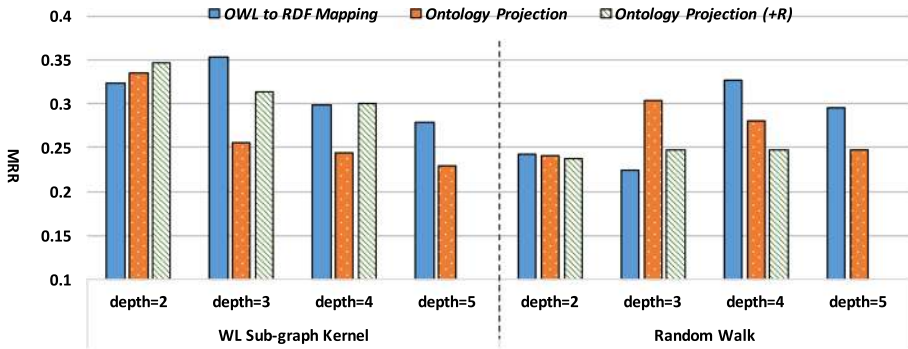 OWL to RDF Mapping Ontology Projection Ontology Projection (+R)
0.4
0.35
0.3
0.25
0.2
0.15
0.1
MRR
depth=2 depth=3 depth=4 depth=5 depth=2 depth=3 depth=4 depth=5
WL Sub-graph Kernel Random Walk